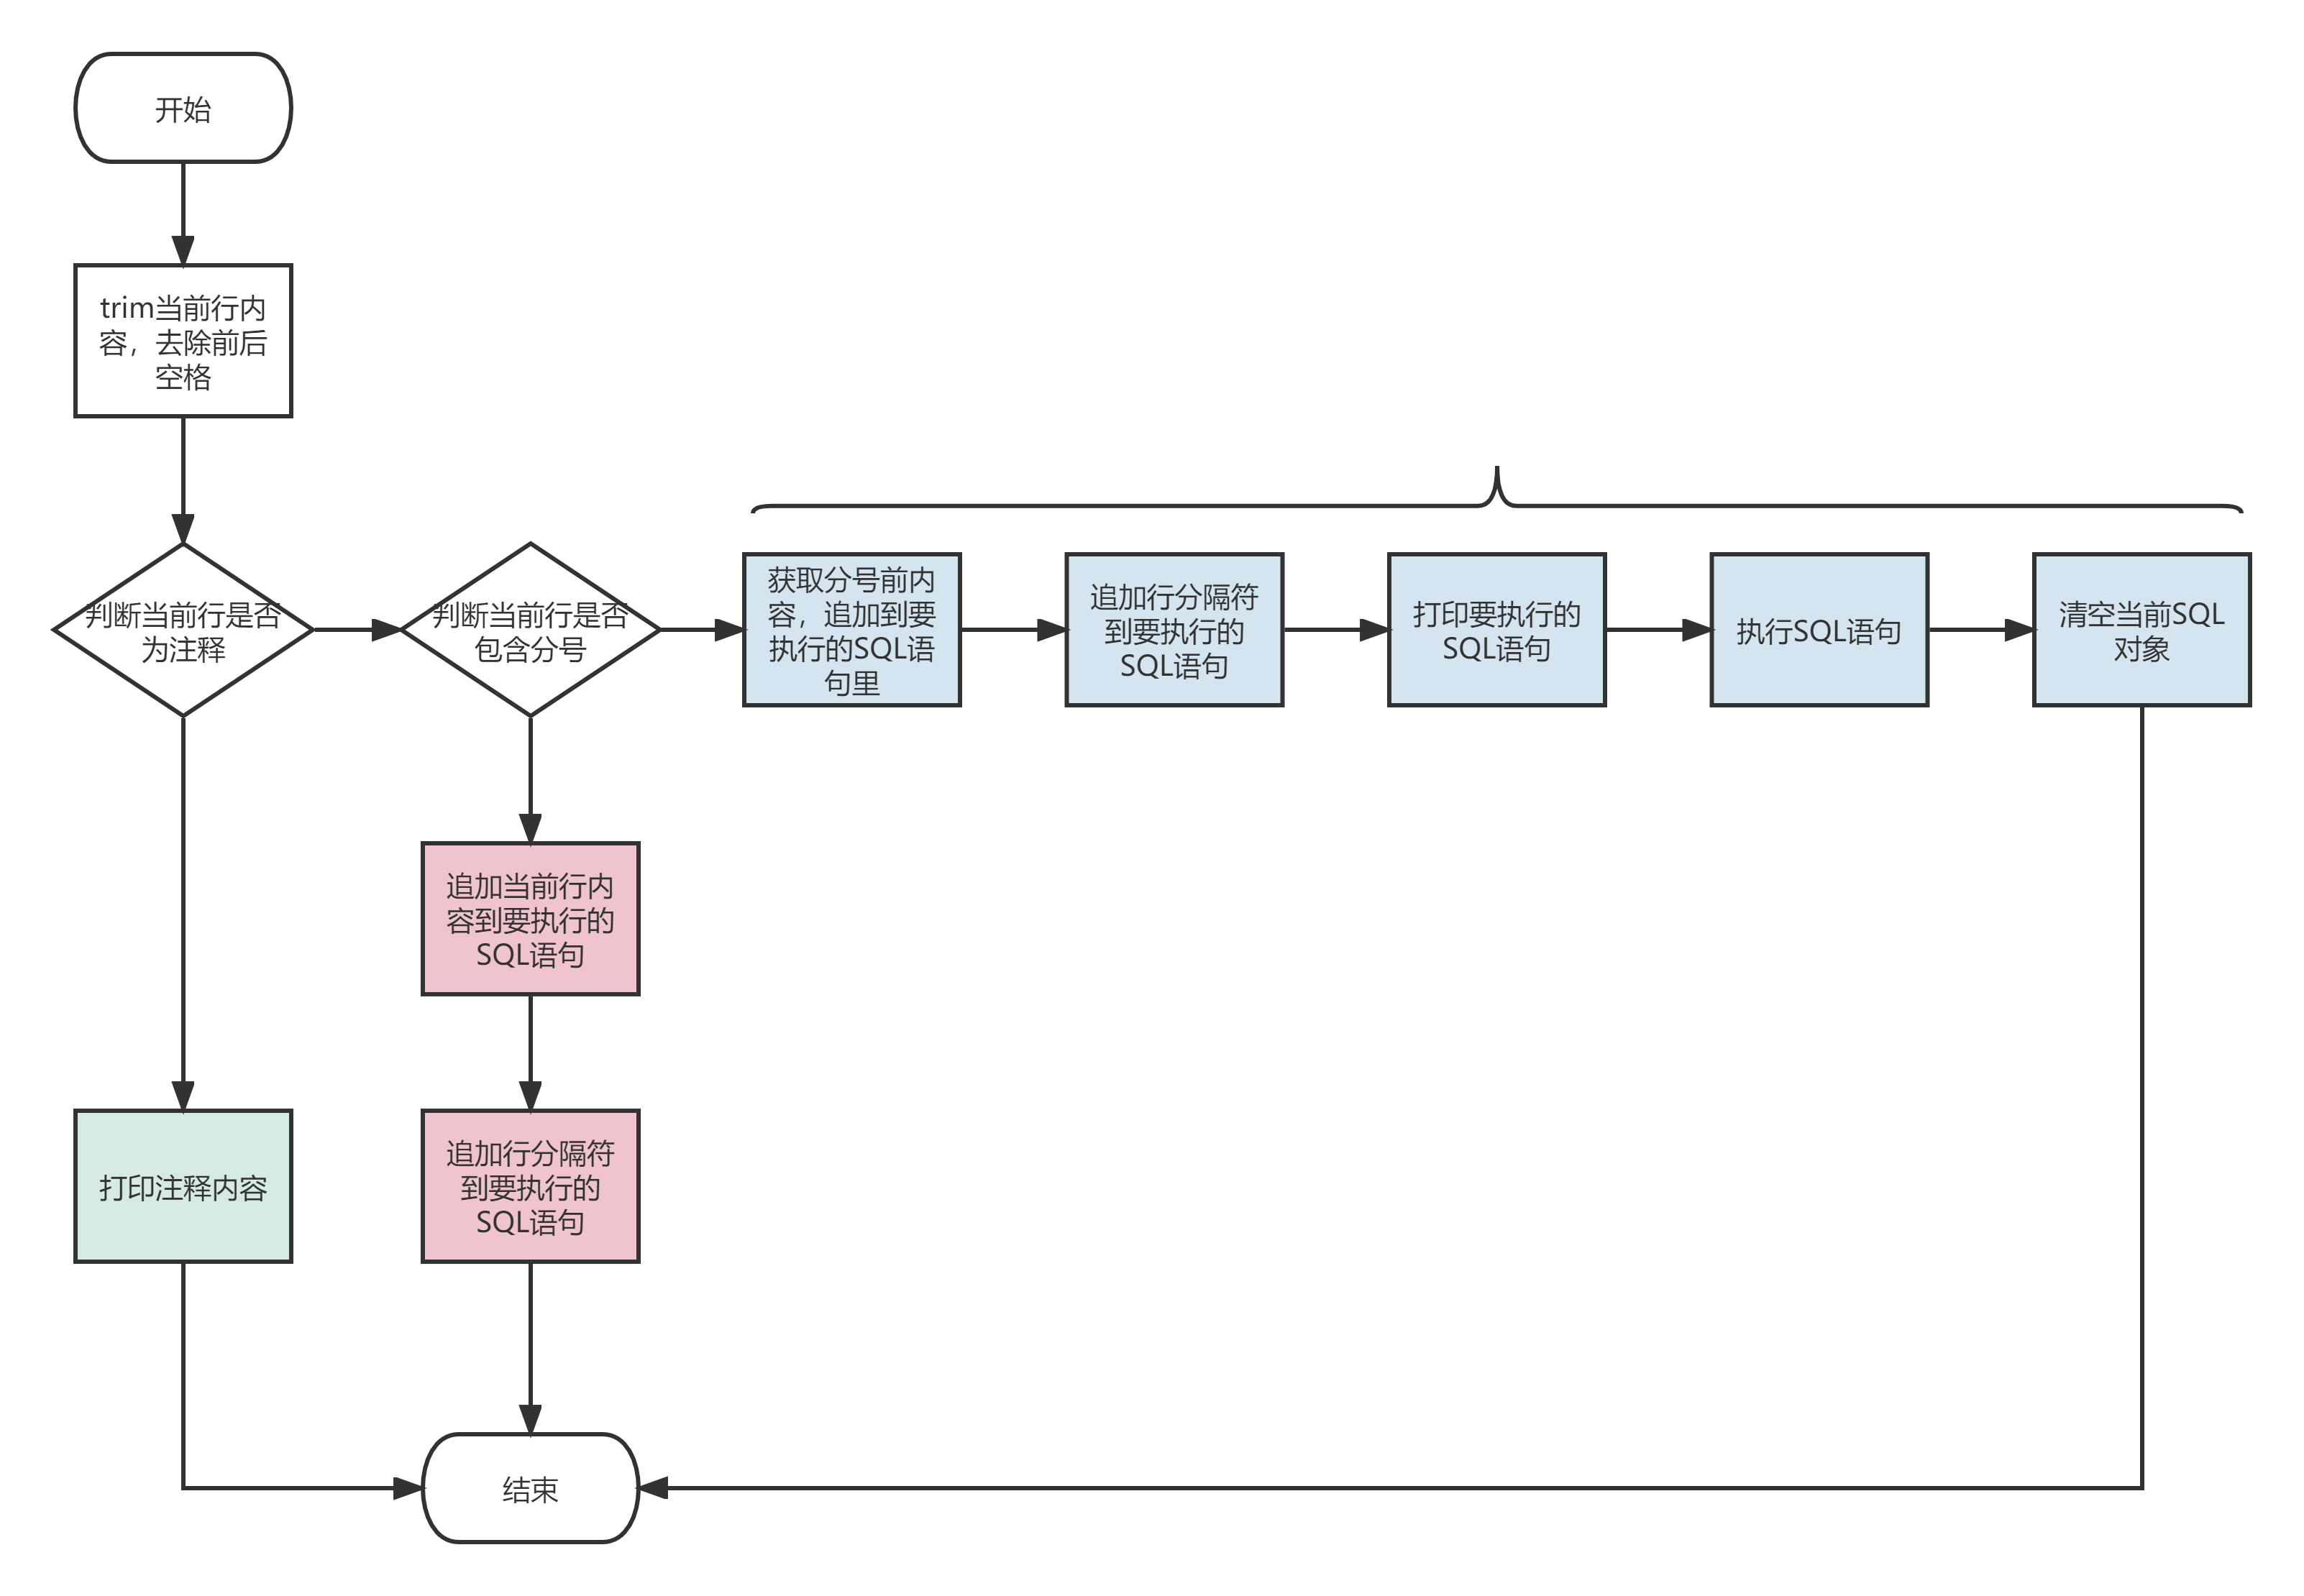 开始
trim当前行内
容，去除前后
空格
判断当前行是否
为注释
判断当前行是否
包含分号
获取分号前内
容，追加到要
执行的SQL语
句里
追加行分隔符
到要执行的
SQL语句
打印要执行的
SQL语句
执行SQL语句
清空当前SQL
对象
追加当前行内
容到要执行的
SQL语句
打印注释内容
追加行分隔符
到要执行的
SQL语句
结束